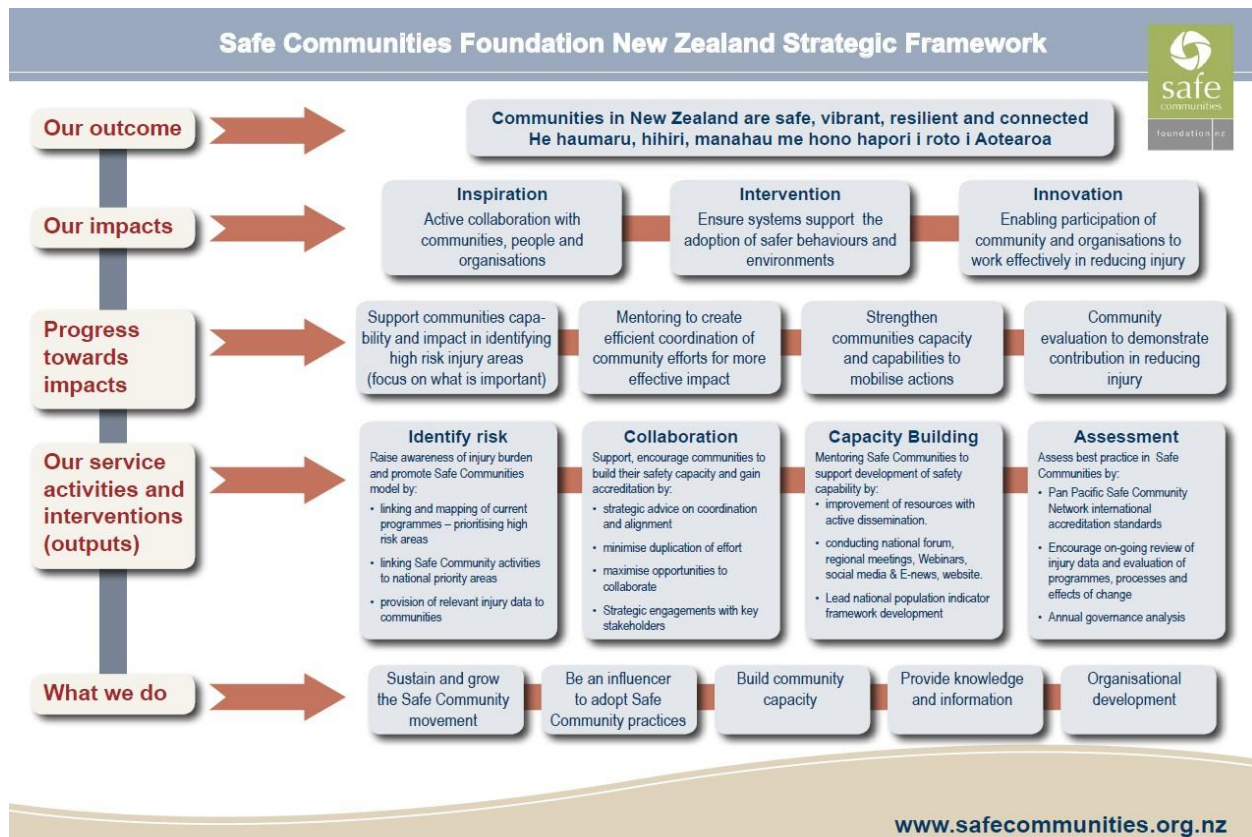 Safe Communities Foundation New Zealand Strategic Framework
safe
communities
foundation nz
Our outcome
Communities in New Zealand are safe, vibrant, resilient and connected
He haumaru, hihiri, manahau me hono hapori i roto i Aotearoa
Our impacts
Inspiration
Active collaboration with
communities, people and
organisations
Intervention
Ensure systems support the
adoption of safer behaviours and
environments
Innovation
Enabling participation of
community and organisations to
work effectively in reducing injury
Progress
towards
impacts
Support communities capa-
bility and impact in identifying
high risk injury areas
(focus on what is important)
Mentoring to create
efficient coordination of
community efforts for more
effective impact
Strengthen
communities capacity
and capabilities to
mobilise actions
Community
evaluation to demonstrate
contribution in reducing
injury
Our service
activities and
interventions
(outputs)
Identify risk
Raise awareness of injury burden
and promote Safe Communities
model by:
• linking and mapping of current
programmes – prioritising high
risk areas
• linking Safe Community activities
to national priority areas
• provision of relevant injury data to
communities
Collaboration
Support, encourage communities to
build their safety capacity and gain
accreditation by:
• strategic advice on coordination
and alignment
• minimise duplication of effort
• maximise opportunities to
collaborate
• Strategic engagements with key
stakeholders
Capacity Building
Mentoring Safe Communities to
support development of safety
capability by:
• improvement of resources with
active dissemination.
• conducting national forum,
regional meetings, Webinars,
social media & E-news, website.
• Lead national population indicator
framework development
Assessment
Assess best practice in Safe
Communities by:
• Pan Pacific Safe Community
Network international
accreditation standards
• Encourage on-going review of
injury data and evaluation of
programmes, processes and
effects of change
• Annual governance analysis
What we do
Sustain and grow
the Safe Community
movement
Be an influencer
to adopt Safe
Community practices
Build community
capacity
Provide knowledge
and information
Organisational
development
www.safecommunities.org.nz